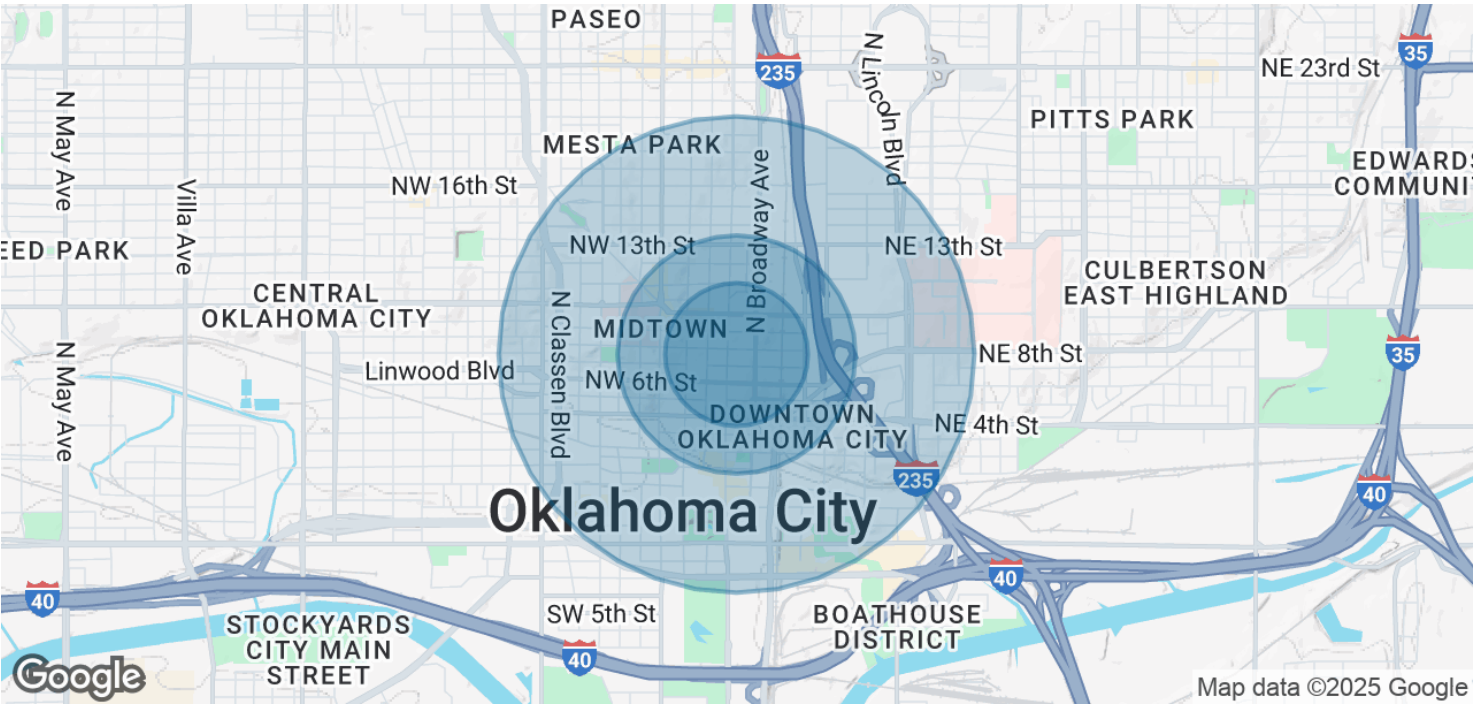 PASEO
235
N Lincoln Blvd
35
NE 23rd St
N May Ave
PITTS PARK
MESTA PARK
EDWARDS
COMMUNI
NW 16th St
Villa Ave
N Broadway Ave
EED PARK
NW 13th St
NE 13th St
CENTRAL
OKLAHOMA CITY
CULBERTSON
EAST HIGHLAND
MIDTOWN
N Classen Blvd
N May Ave
Linwood Blvd
NW 6th St
NE 8th St
35
DOWNTOWN
OKLAHOMA CITY
NE 4th St
235
40
Oklahoma City
40
40
SW 5th St
STOCKYARDS
CITY MAIN
STREET
BOATHOUSE
DISTRICT
40
Google
Map data ©2025 Google